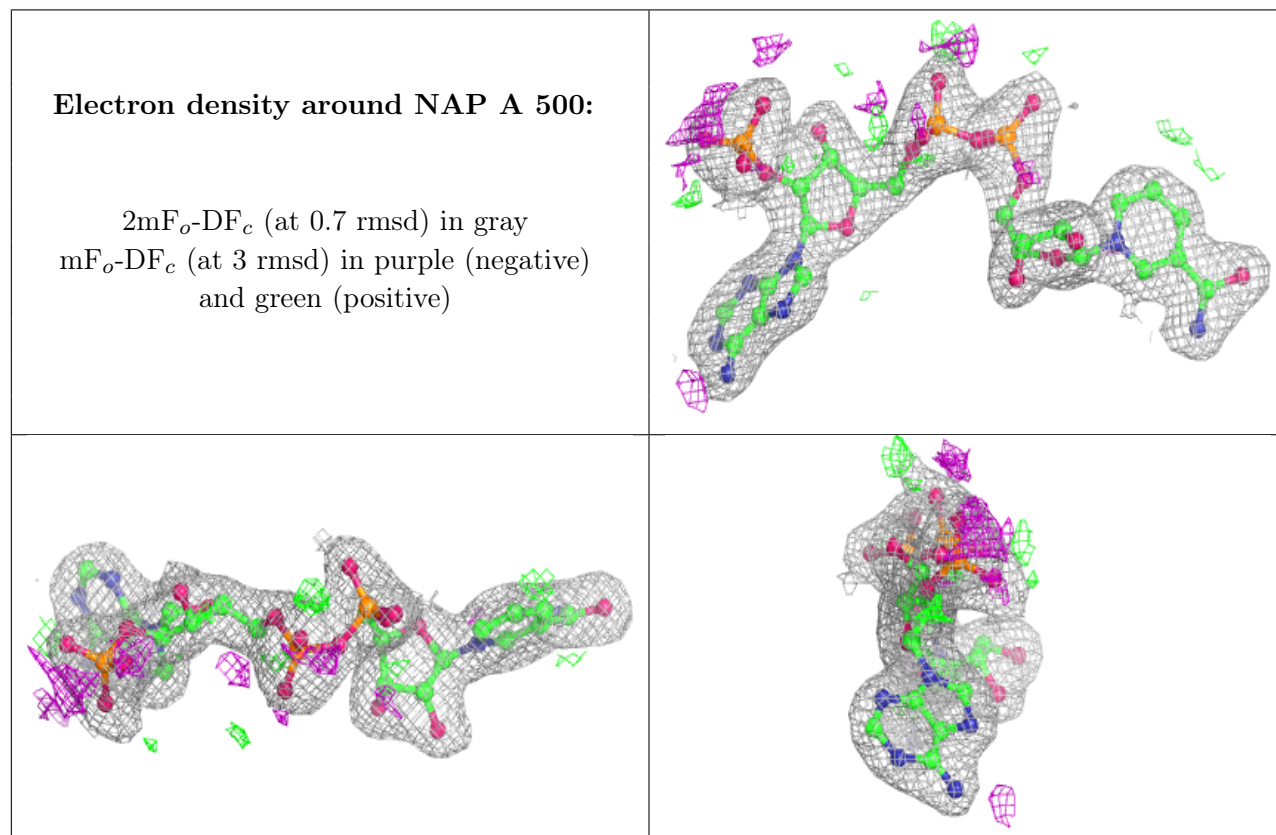 Electron density around NAP A 500:
2mFo-DFc (at 0.7 rmsd) in gray
mFo-DFc (at 3 rmsd) in purple (negative)
and green (positive)